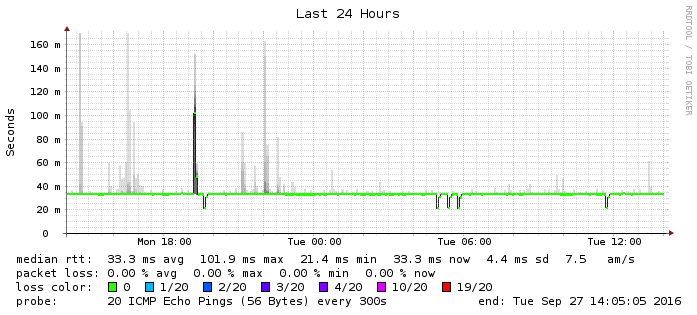 Last 24 Hours
RRDTOOL / TOBI OETIKER
Seconds
160 m
140 m
120 m
100 m
80 m
60 m
40 m
20 m
0
Mon 18:00 Tue 00:00 Tue 06:00 Tue 12:00
median rtt: 33.3 ms avg 101.9 ms max 21.4 ms min 33.3 ms now 4.4 ms sd 7.5 am/s
packet loss: 0.00 % avg 0.00 % max 0.00 % min 0.00 % now
loss color: 0 1/20 2/20 3/20 4/20 10/20 19/20
probe: 20 ICMP Echo Pings (56 Bytes) every 300s end: Tue Sep 27 14:05:05 2016